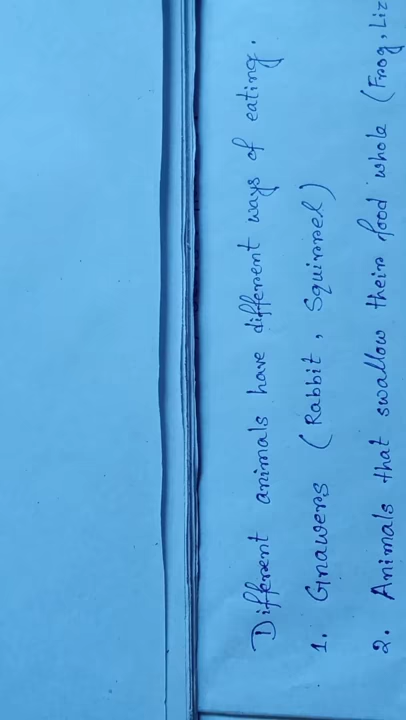 Different animals have different ways of eating.
1. Gnawers (Rabbit, Squirrel)
2. Animals that swallow their food whole (Frog, Liz